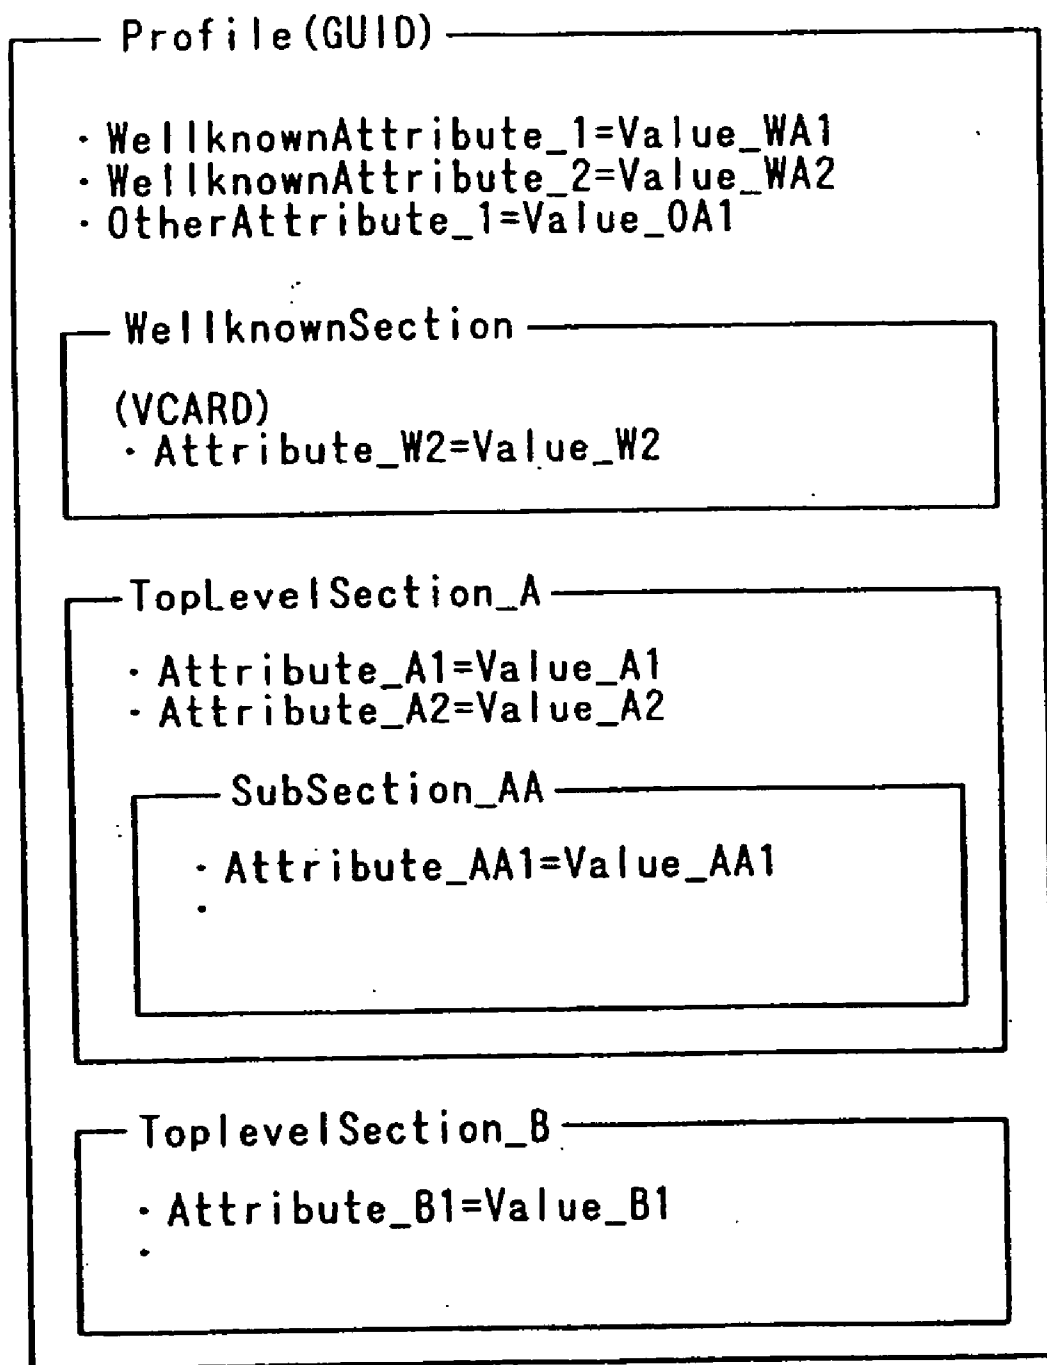 Profile(GUID)
・WellknownAttribute_1=Value_WA1
・WellknownAttribute_2=Value_WA2
・OtherAttribute_1=Value_OA1
WellknownSection
(VCARD)
・Attribute_W2=Value_W2
TopLevelSection_A
・Attribute_A1=Value_A1
・Attribute_A2=Value_A2
SubSection_AA
・Attribute_AA1=Value_AA1
・
ToplevelSection_B
・Attribute_B1=Value_B1
・